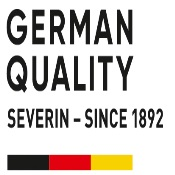 GERMAN
QUALITY
SEVERIN – SINCE 1892